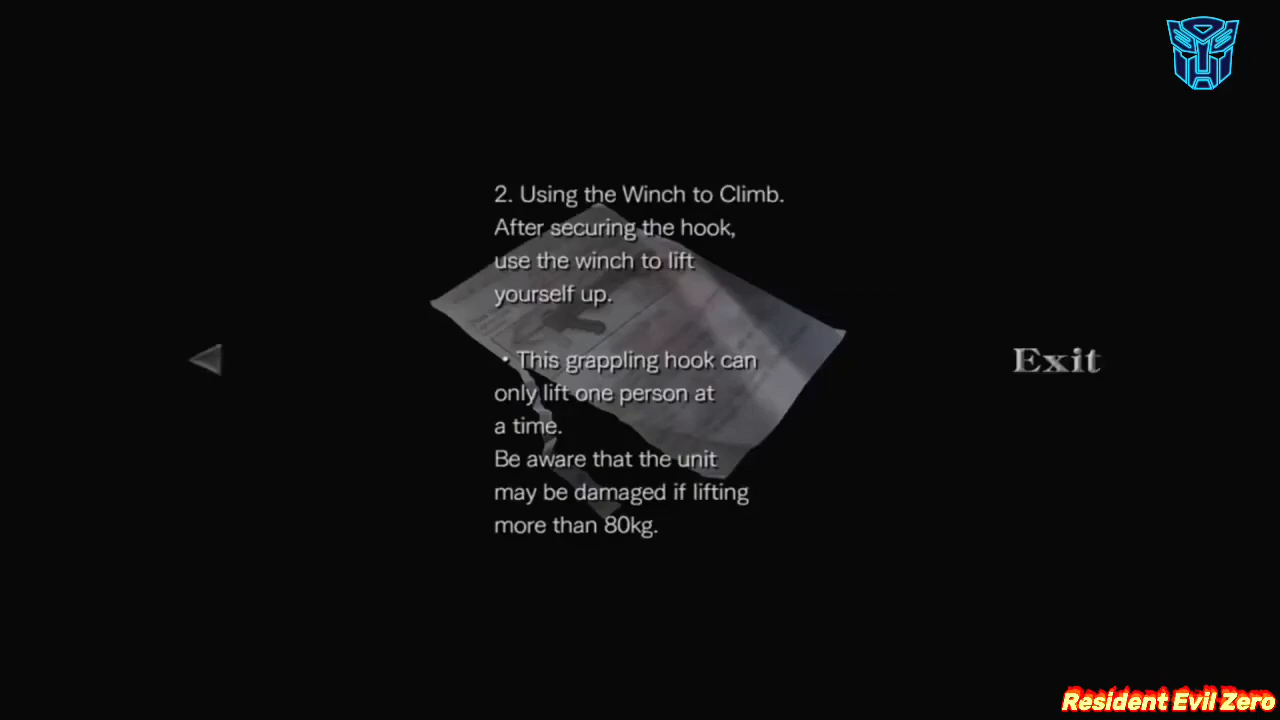 2. Using the Winch to Climb.
After securing the hook,
use the winch to lift
yourself up.
・This grappling hook can
only lift one person at
a time.
Be aware that the unit
may be damaged if lifting
more than 80kg.
Exit
Resident Evil Zero